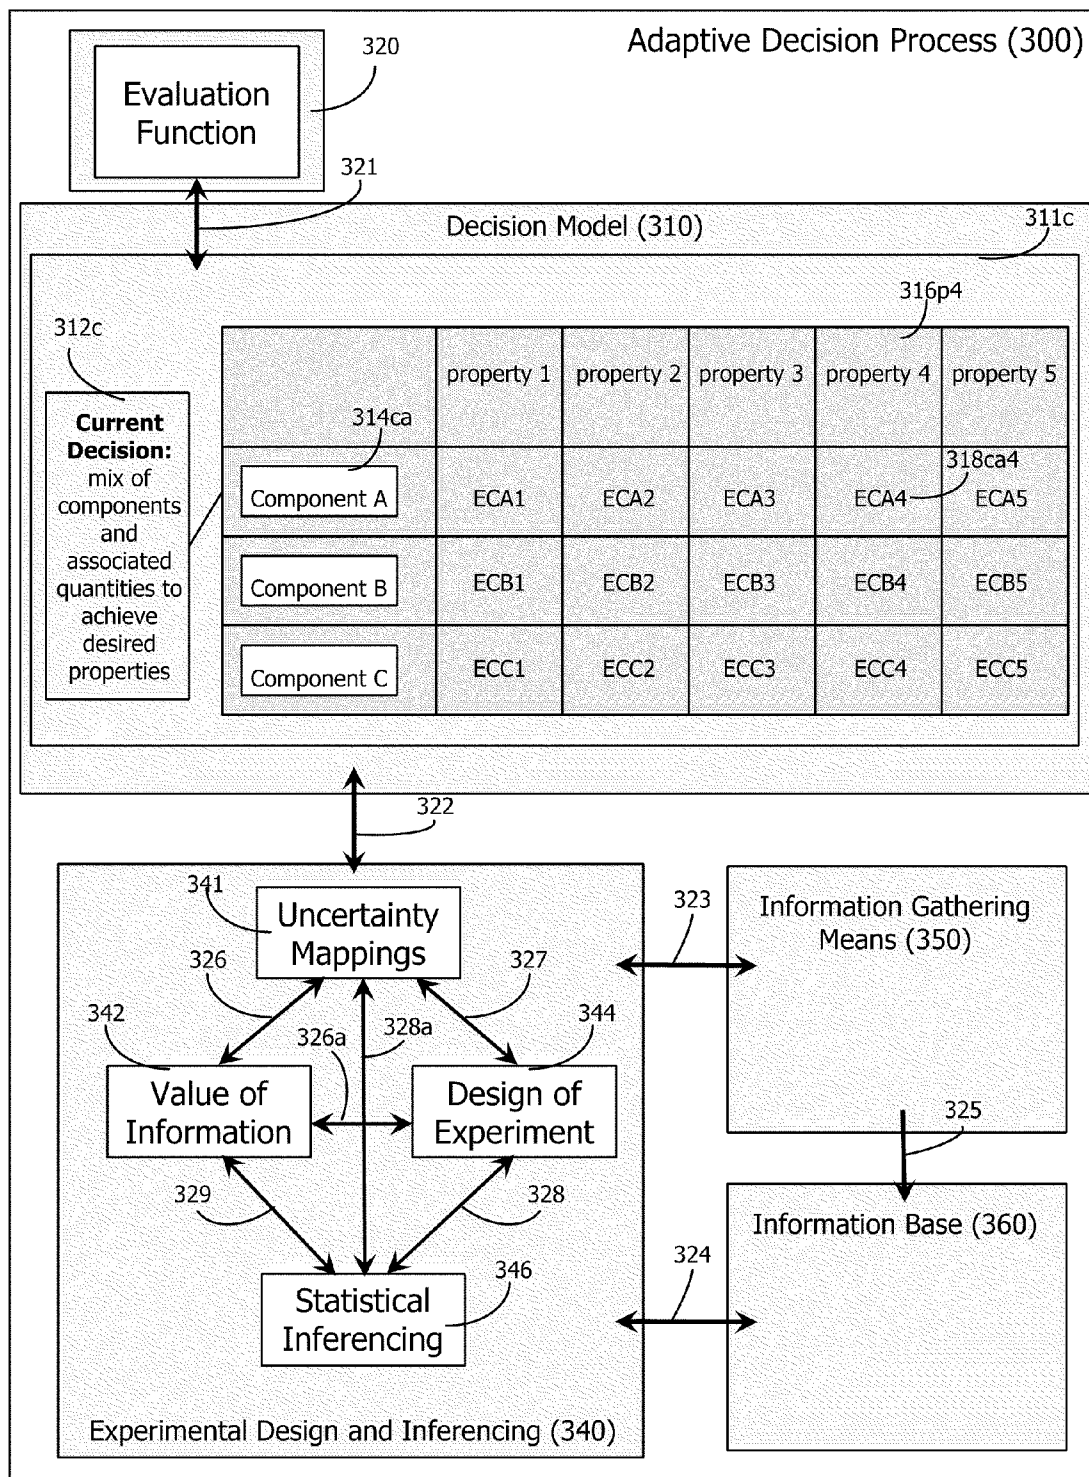 Adaptive Decision Process (300)
320
Evaluation
Function
321
Decision Model (310)
311c
316p4
312c
property 1 property 2 property 3 property 4 property 5
Current
Decision:
mix of
components
and
associated
quantities to
achieve
desired
properties
314ca
318ca4
Component A ECA1 ECA2 ECA3 ECA4 ECA5
Component B ECB1 ECB2 ECB3 ECB4 ECB5
Component C ECC1 ECC2 ECC3 ECC4 ECC5
322
341
Uncertainty
Mappings
323
Information Gathering
Means (350)
326
327
342
326a
328a
344
Value of
Information
Design of
Experiment
325
329
328
Information Base (360)
346
324
Statistical
Inferencing
Experimental Design and Inferencing (340)